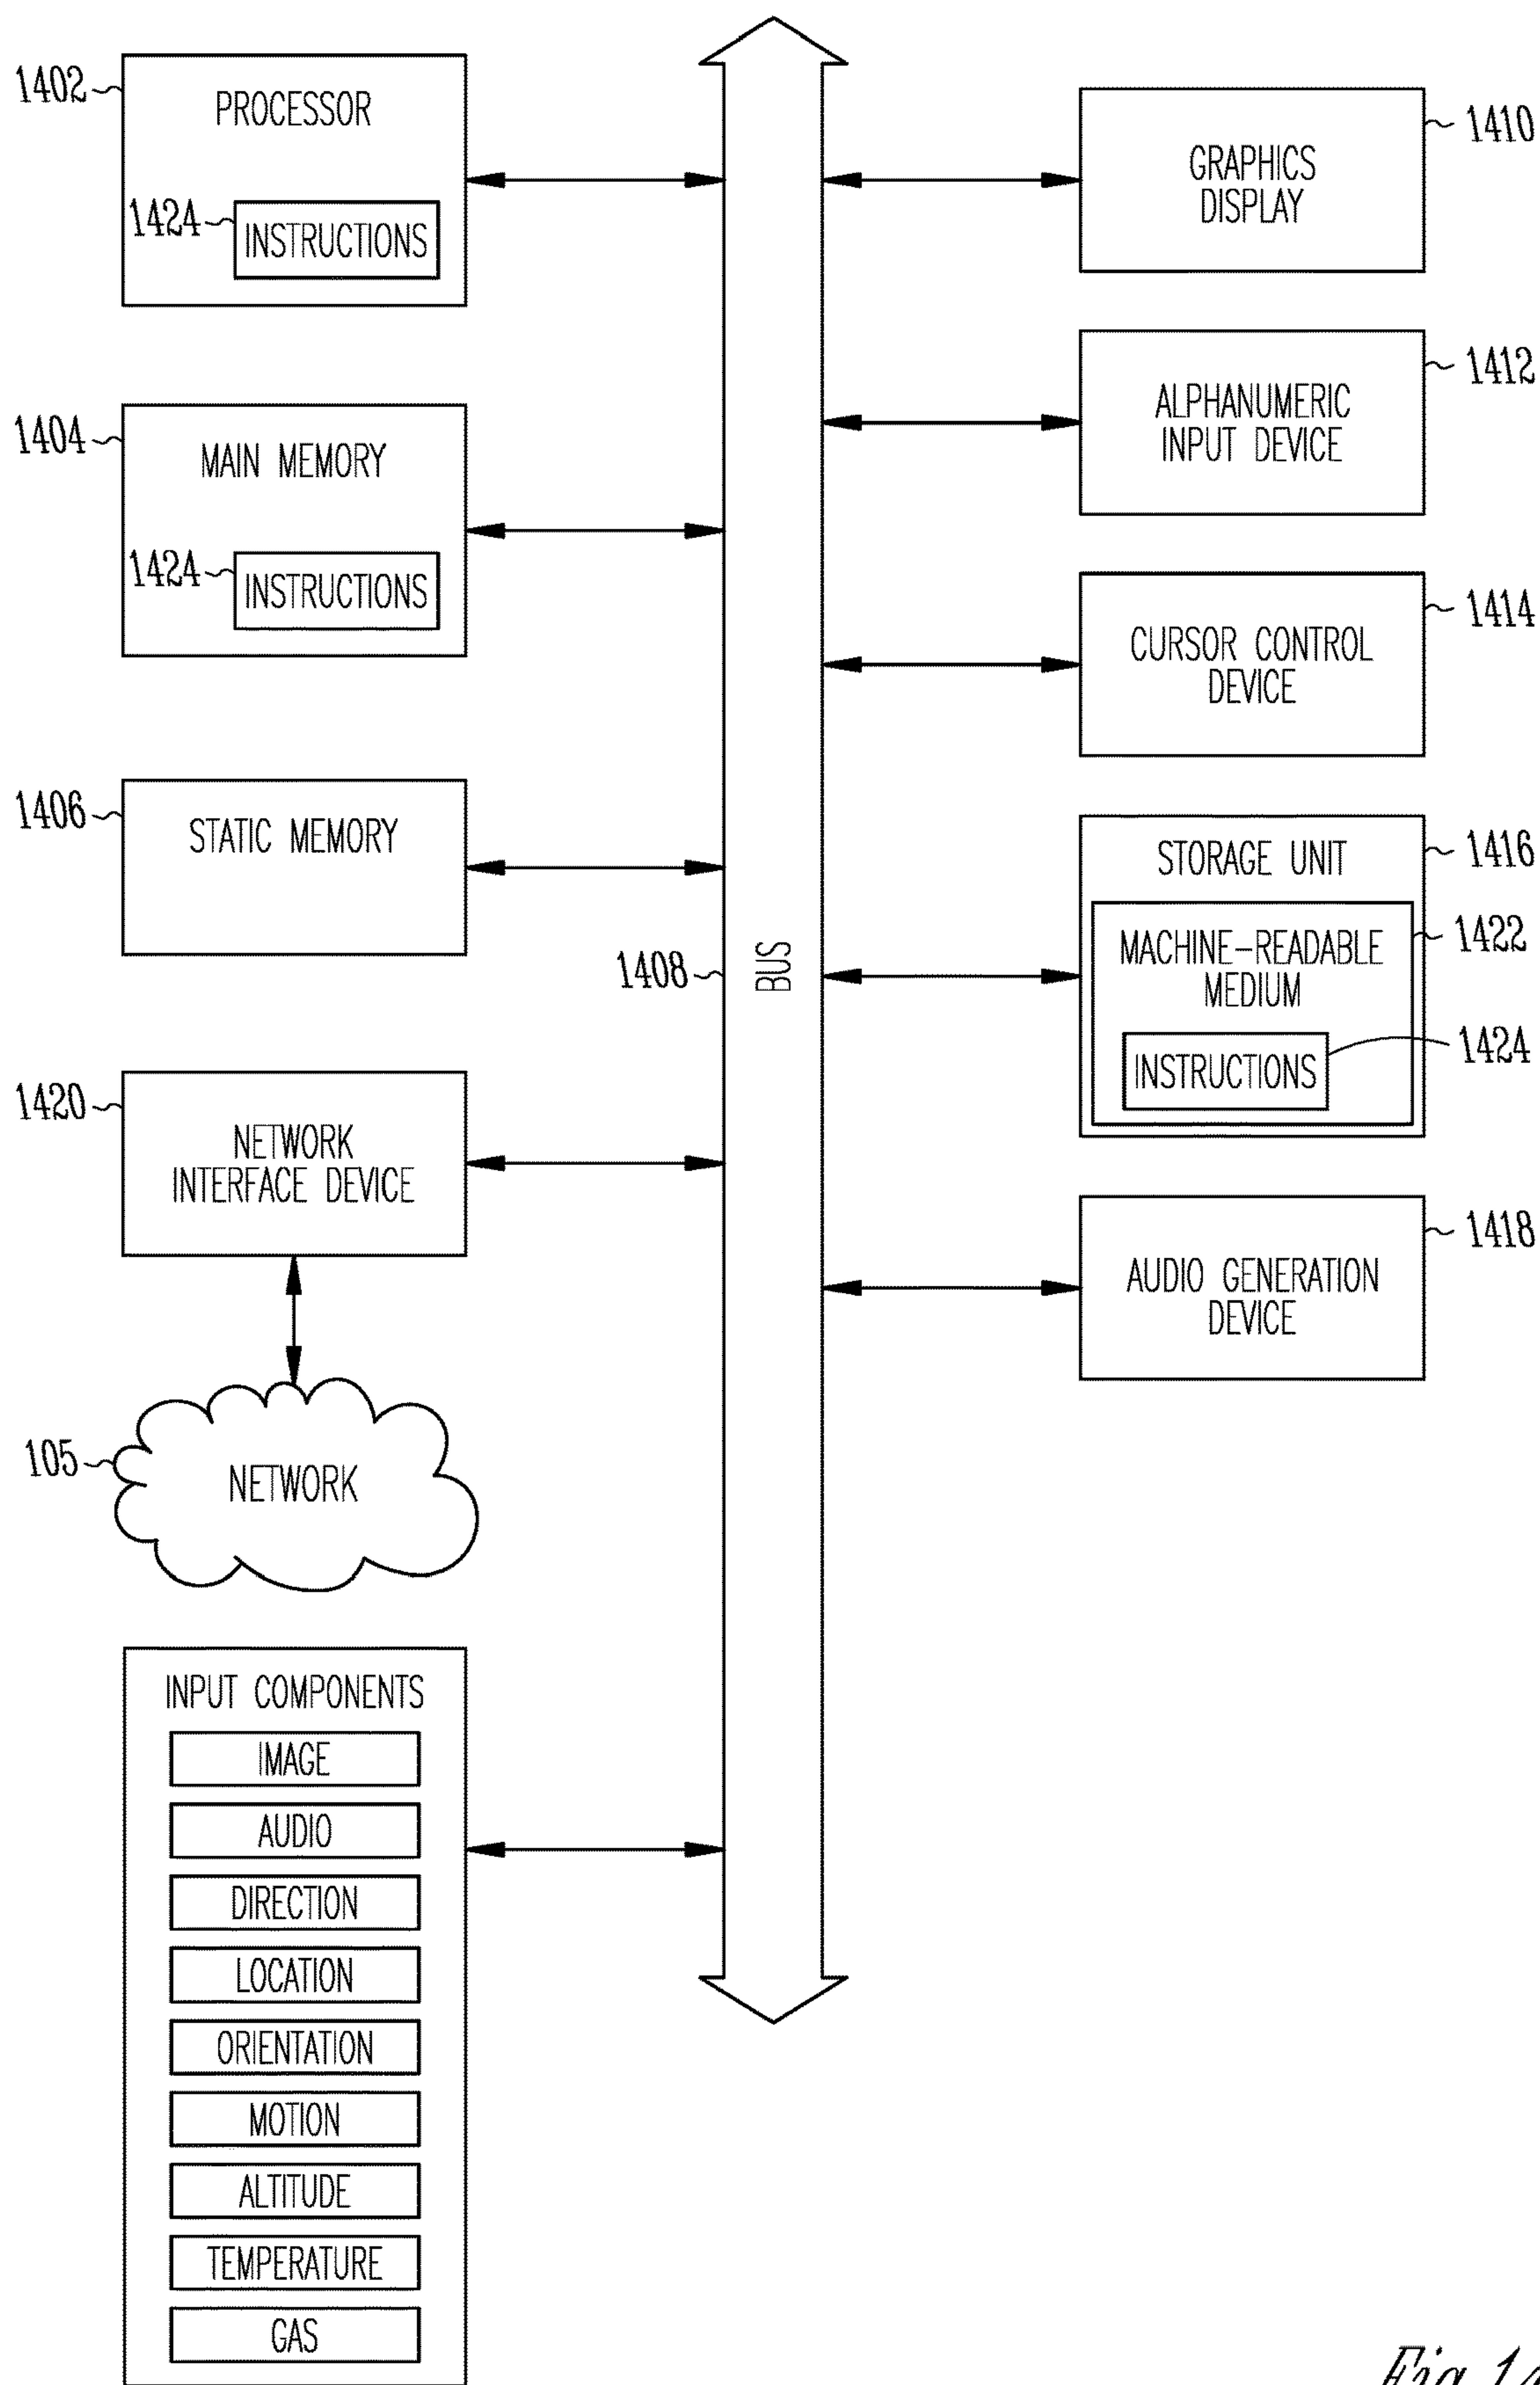 1402
PROCESSOR
1424
INSTRUCTIONS
1404
MAIN MEMORY
1424
INSTRUCTIONS
1406
STATIC MEMORY
1408
BUS
1420
NETWORK
INTERFACE DEVICE
105
NETWORK
INPUT COMPONENTS
IMAGE
AUDIO
DIRECTION
LOCATION
ORIENTATION
MOTION
ALTITUDE
TEMPERATURE
GAS
1410
GRAPHICS
DISPLAY
1412
ALPHANUMERIC
INPUT DEVICE
1414
CURSOR CONTROL
DEVICE
1416
STORAGE UNIT
1422
MACHINE-READABLE
MEDIUM
1424
INSTRUCTIONS
1418
AUDIO GENERATION
DEVICE
Fig. 14